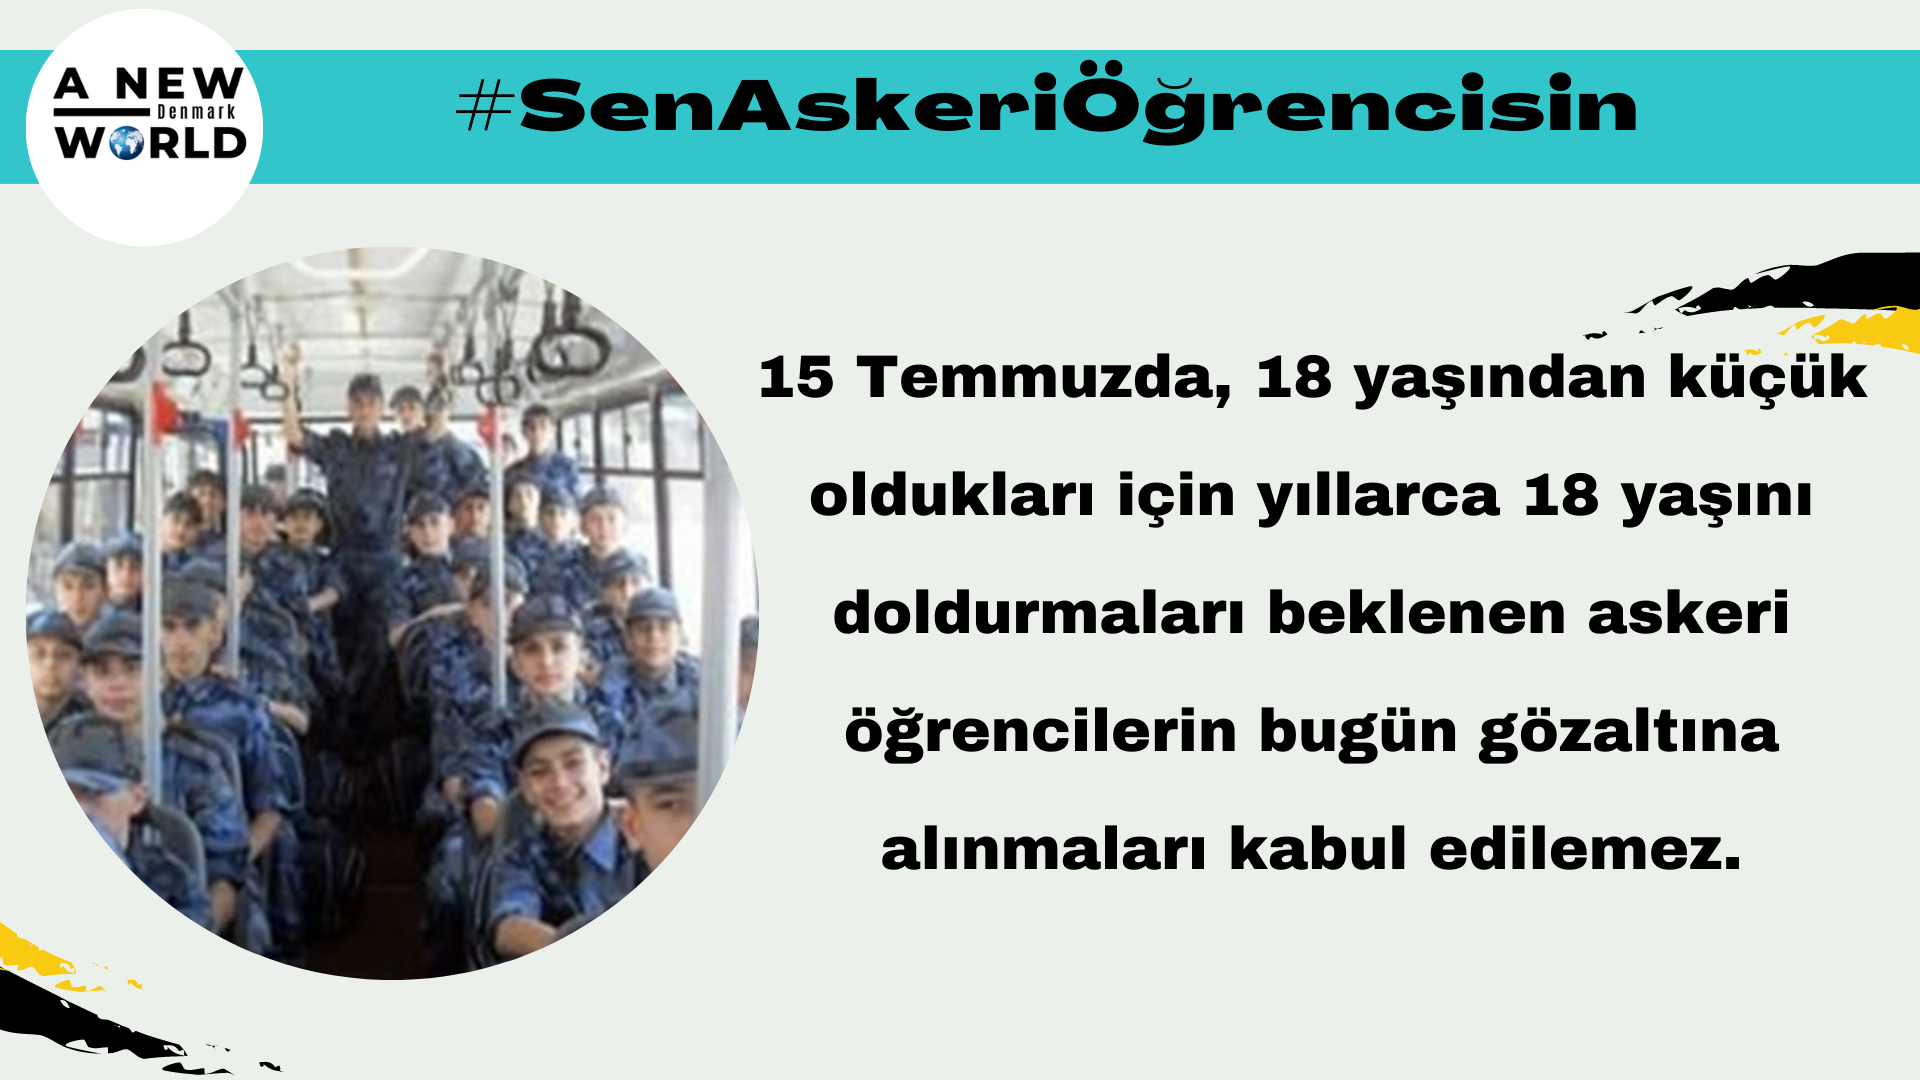 A NEW
Denmark
WORLD
#SenAskeriÖğrencisin
15 Temmuzda, 18 yaşından küçük
oldukları için yıllarca 18 yaşını
doldurmaları beklenen askeri
öğrencilerin bugün gözaltına
alınmaları kabul edilemez.